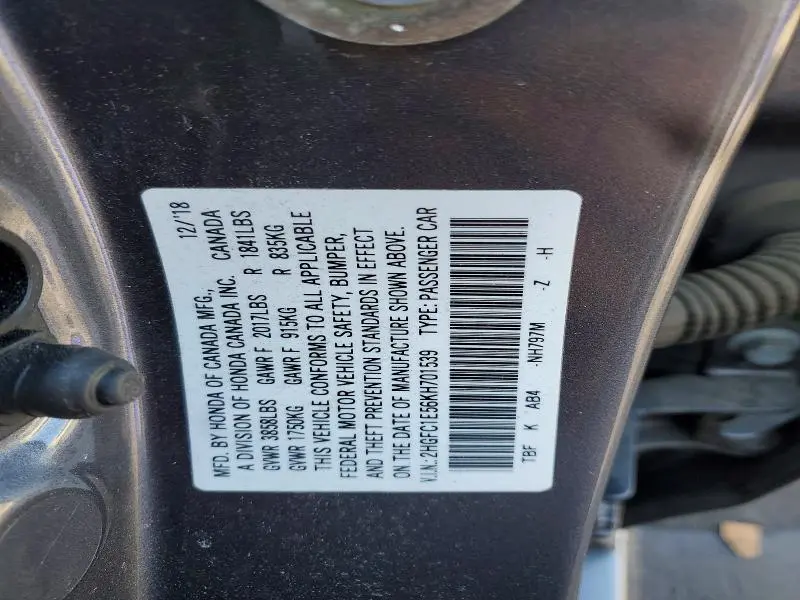 MFD. BY HONDA OF CANADA MFG., 12/'18
A DIVISION OF HONDA CANADA INC. CANADA
GVWR 3858LBS GAWR F 2017LBS R 1841LBS
GVWR 1750KG GAWR F 915KG R 835KG
THIS VEHICLE CONFORMS TO ALL APPLICABLE
FEDERAL MOTOR VEHICLE SAFETY, BUMPER,
AND THEFT PREVENTION STANDARDS IN EFFECT
ON THE DATE OF MANUFACTURE SHOWN ABOVE.
V.I.N.: 2HGFC1E56KH701539 TYPE: PASSENGER CAR
TBF K AB4 -NH797M -Z -H